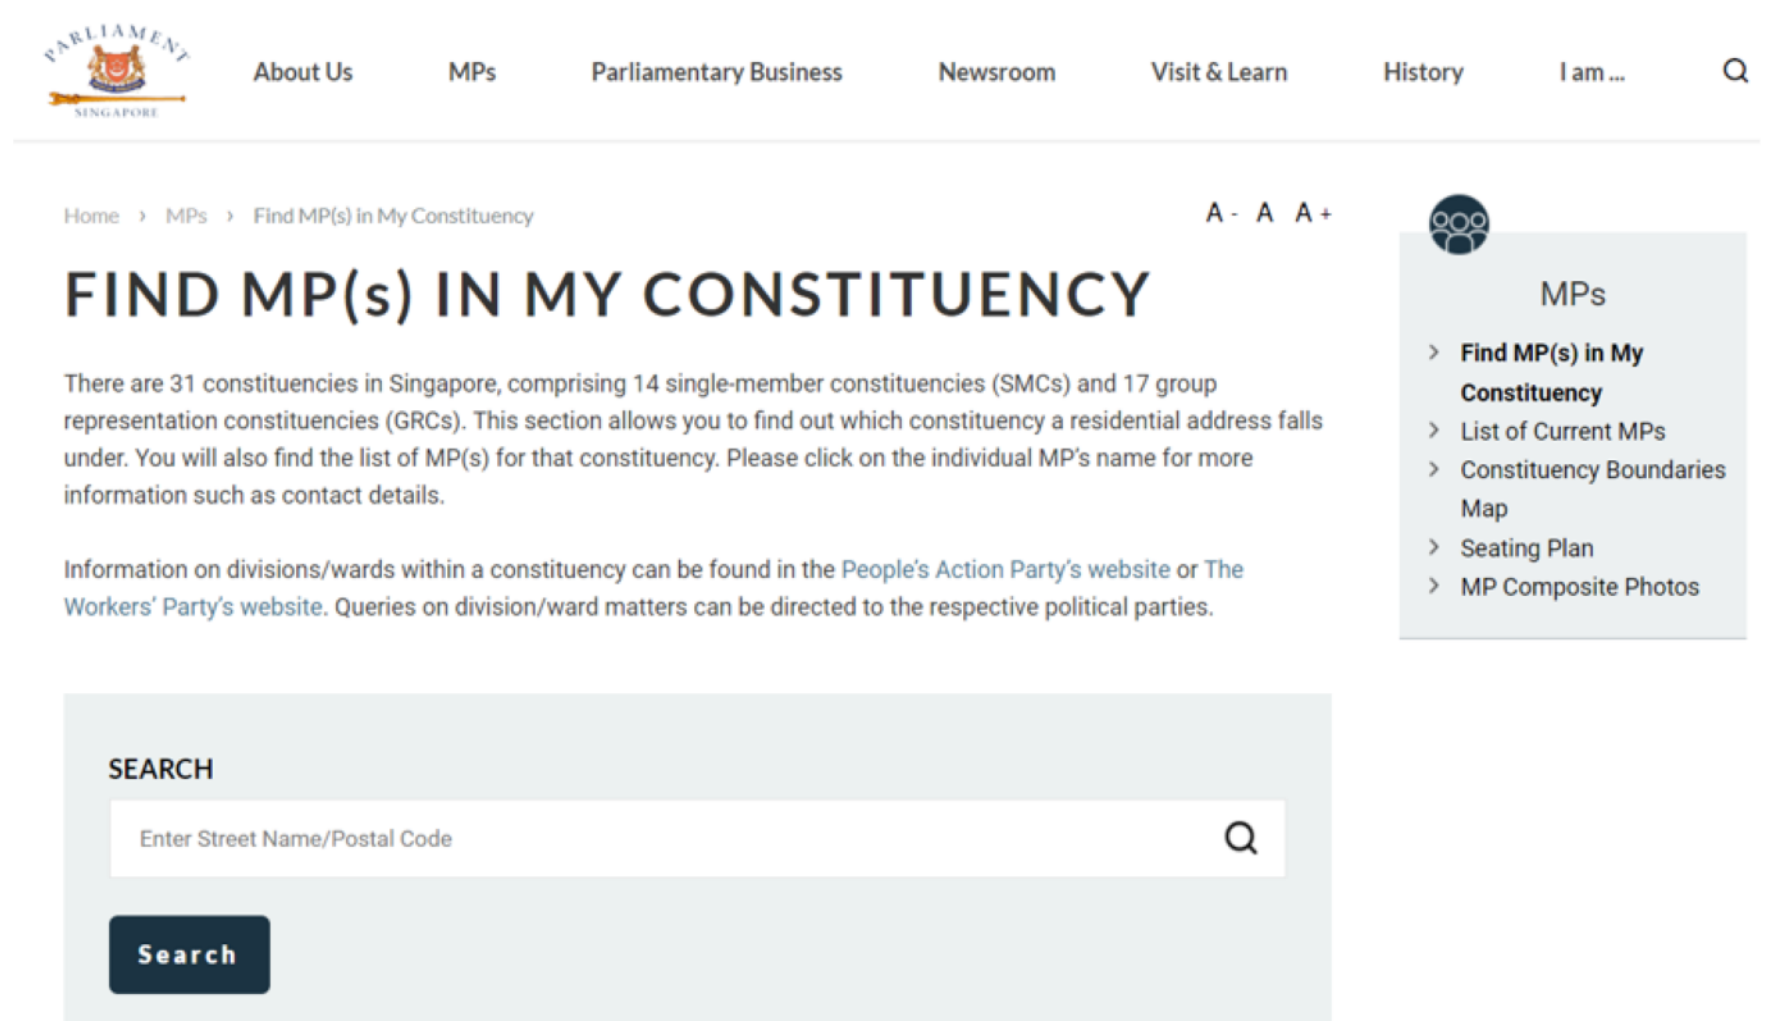 PARLIAMENT
SINGAPORE
About Us
MPs
Parliamentary Business
Newsroom
Visit & Learn
History
I am ...
Home › MPs › Find MP(s) in My Constituency
A - A A +
FIND MP(s) IN MY CONSTITUENCY
There are 31 constituencies in Singapore, comprising 14 single-member constituencies (SMCs) and 17 group
representation constituencies (GRCs). This section allows you to find out which constituency a residential address falls
under. You will also find the list of MP(s) for that constituency. Please click on the individual MP's name for more
information such as contact details.
Information on divisions/wards within a constituency can be found in the People's Action Party's website or The
Workers' Party's website. Queries on division/ward matters can be directed to the respective political parties.
SEARCH
Enter Street Name/Postal Code
Search
MPs
Find MP(s) in My
Constituency
List of Current MPs
Constituency Boundaries
Map
Seating Plan
MP Composite Photos